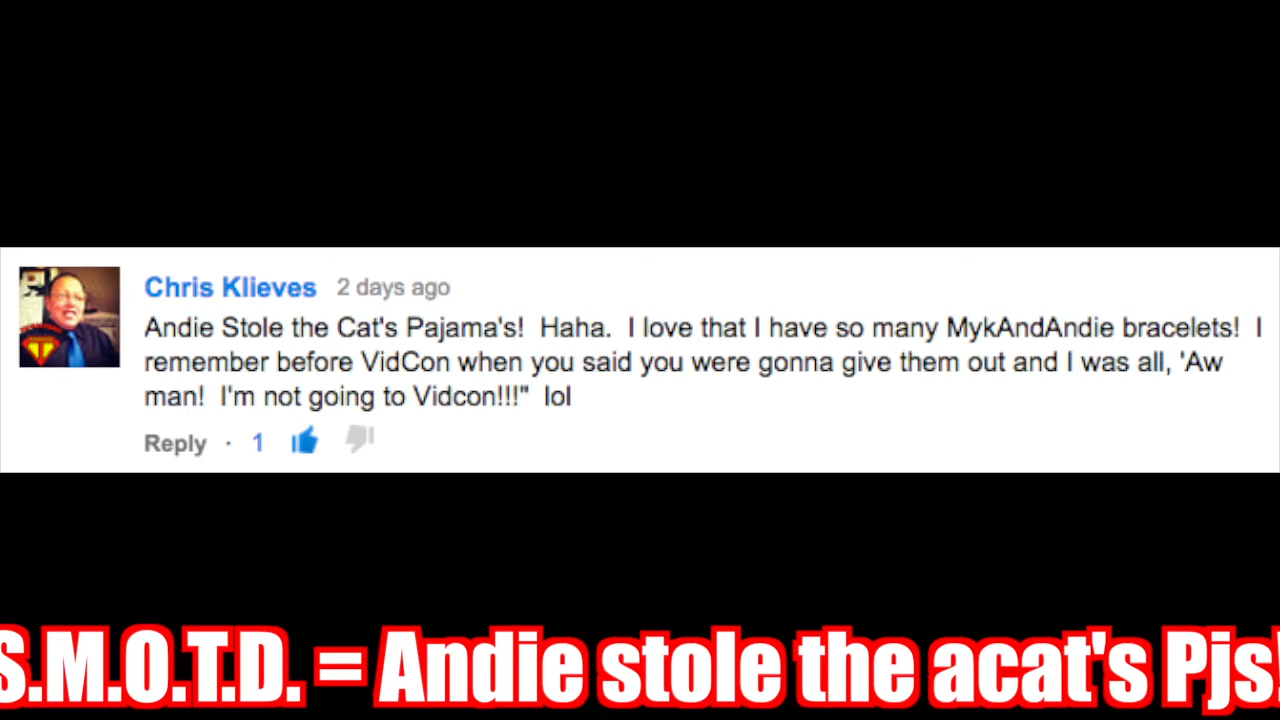 Chris Klieves 2 days ago
Andie Stole the Cat's Pajama's!  Haha.  I love that I have so many MykAndAndie bracelets!  I
remember before VidCon when you said you were gonna give them out and I was all, 'Aw
man!  I'm not going to Vidcon!!!"  lol
Reply · 1
S.M.O.T.D. = Andie stole the acat's Pjs!